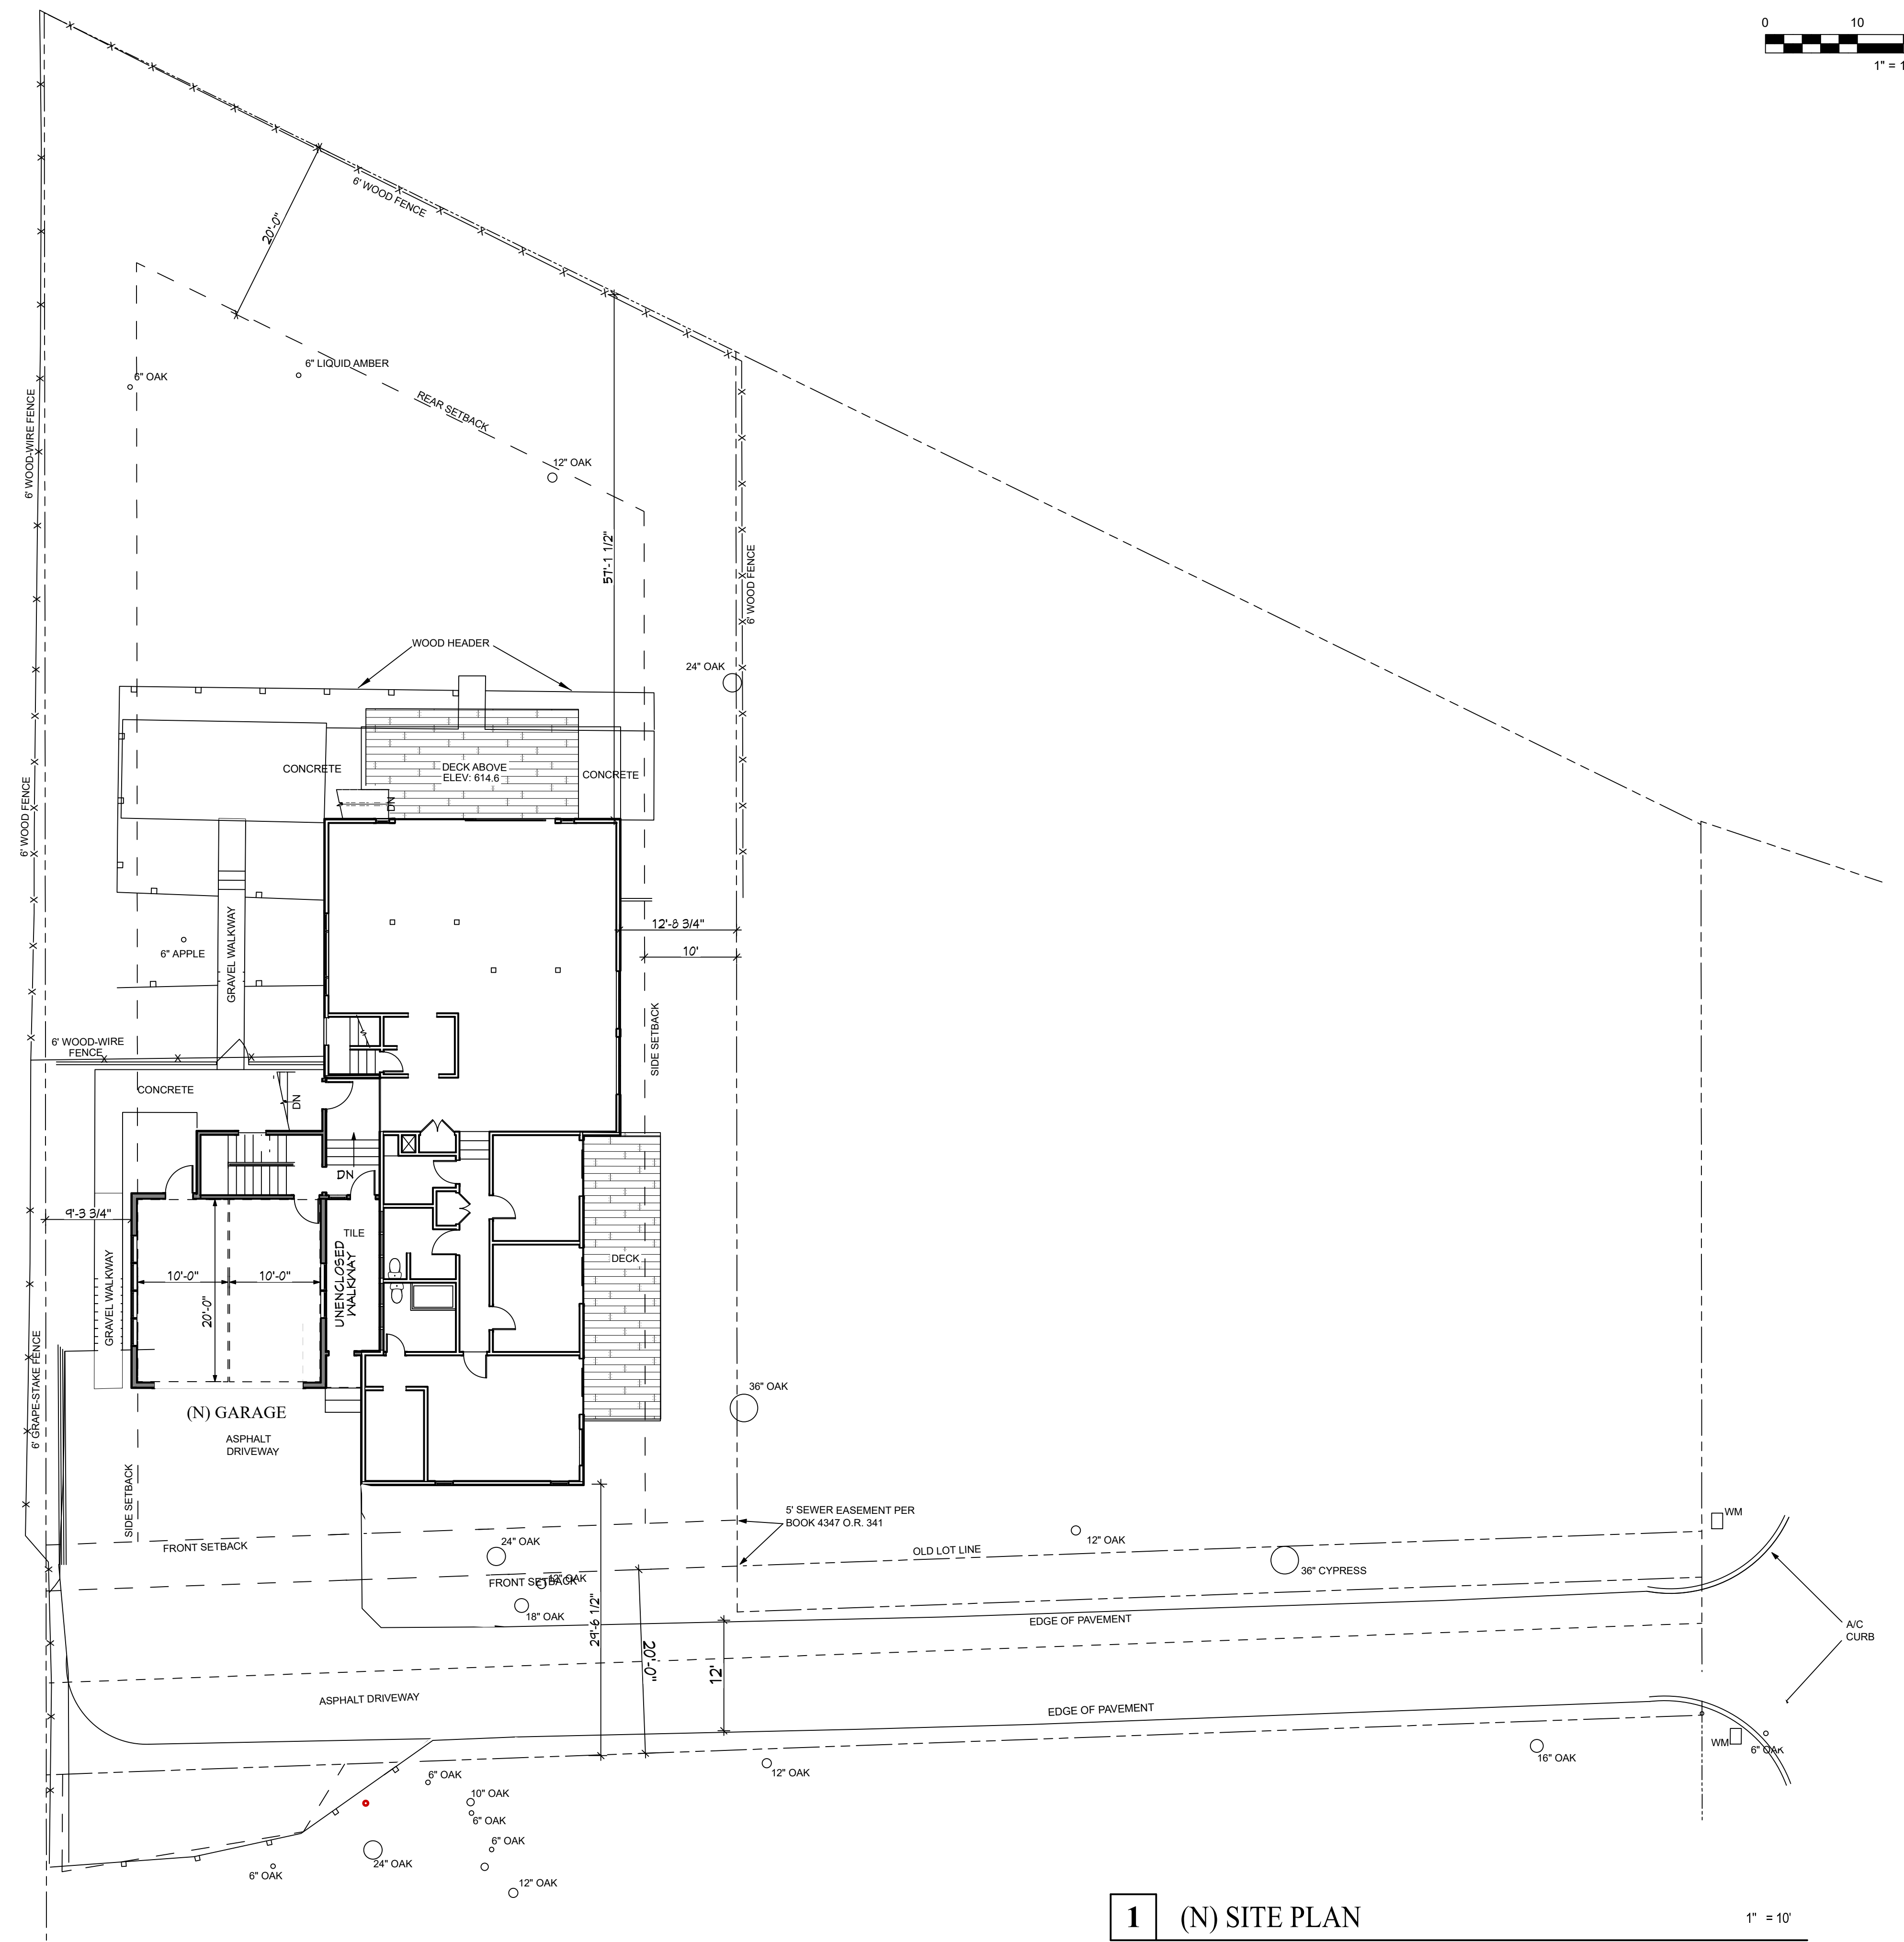 0 10
1" = 1
6' WOOD FENCE
20'-0"
6" OAK
6" LIQUID AMBER
REAR SETBACK
6' WOOD-WIRE FENCE
12" OAK
57'-1 1/2"
6' WOOD FENCE
WOOD HEADER
24" OAK
CONCRETE
DECK ABOVE
ELEV: 614.6
CONCRETE
DN
6' WOOD FENCE
GRAVEL WALKWAY
6" APPLE
12'-8 3/4"
10'
6' WOOD-WIRE
FENCE
SIDE SETBACK
CONCRETE
DN
DN
9'-3 3/4"
TILE
UNENCLOSED
WALKWAY
DECK
10'-0" 10'-0"
20'-0"
GRAVEL WALKWAY
6' GRAPE-STAKE FENCE
36" OAK
(N) GARAGE
ASPHALT
DRIVEWAY
SIDE SETBACK
5' SEWER EASEMENT PER
BOOK 4347 O.R. 341
WM
FRONT SETBACK
24" OAK
12" OAK
OLD LOT LINE
36" CYPRESS
12" OAK
FRONT SETBACK
18" OAK
29'-6 1/2"
20'-0"
12'
EDGE OF PAVEMENT
A/C
CURB
ASPHALT DRIVEWAY
EDGE OF PAVEMENT
WM
6" OAK
16" OAK
12" OAK
6" OAK
10" OAK
6" OAK
6" OAK
24" OAK
6" OAK
12" OAK
1 (N) SITE PLAN 1" = 10'